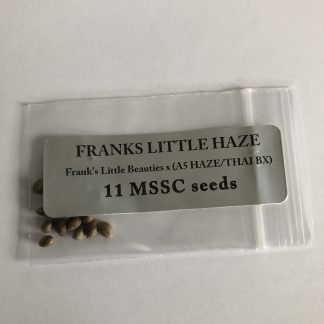 FRANKS LITTLE HAZE
Frank's Little Beauties x (A5 HAZE/THAI BX)
11 MSSC seeds